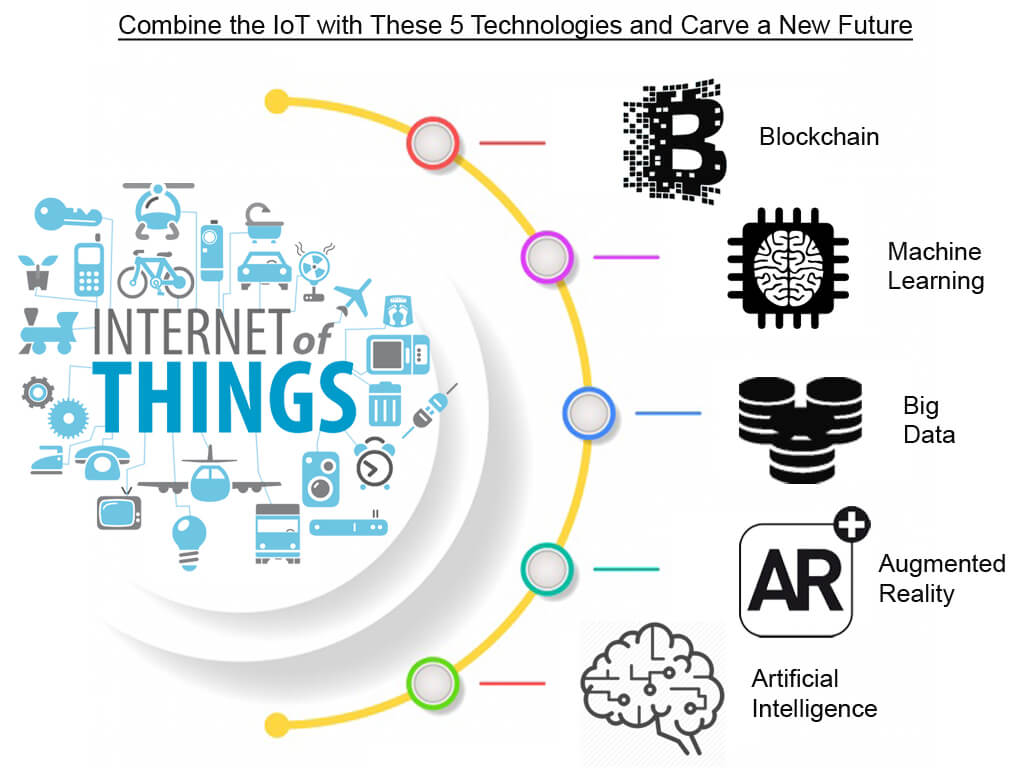 Combine the IoT with These 5 Technologies and Carve a New Future
INTERNET of
THINGS
Blockchain
Machine
Learning
Big
Data
AR
Augmented
Reality
Artificial
Intelligence